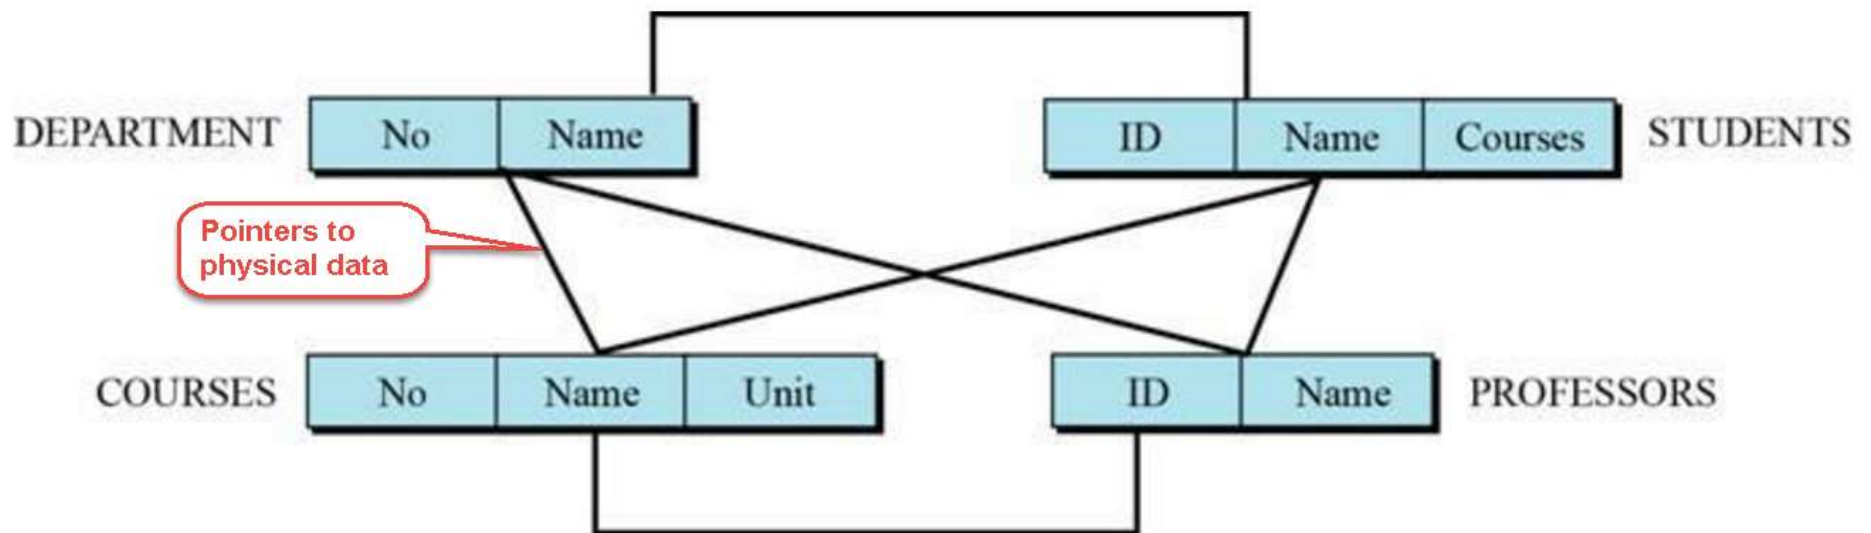 DEPARTMENT No Name
ID Name Courses STUDENTS
Pointers to
physical data
COURSES No Name Unit
ID Name PROFESSORS